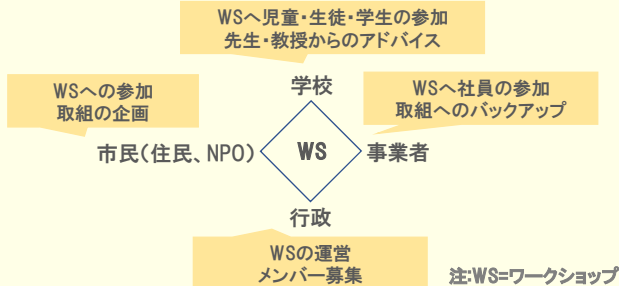 WSへ児童・生徒・学生の参加
先生・教授からのアドバイス
学校
WSへの参加
取組の企画
WSへ社員の参加
取組へのバックアップ
市民(住民、NPO)
WS
事業者
行政
WSの運営
メンバー募集
注:WS=ワークショップ